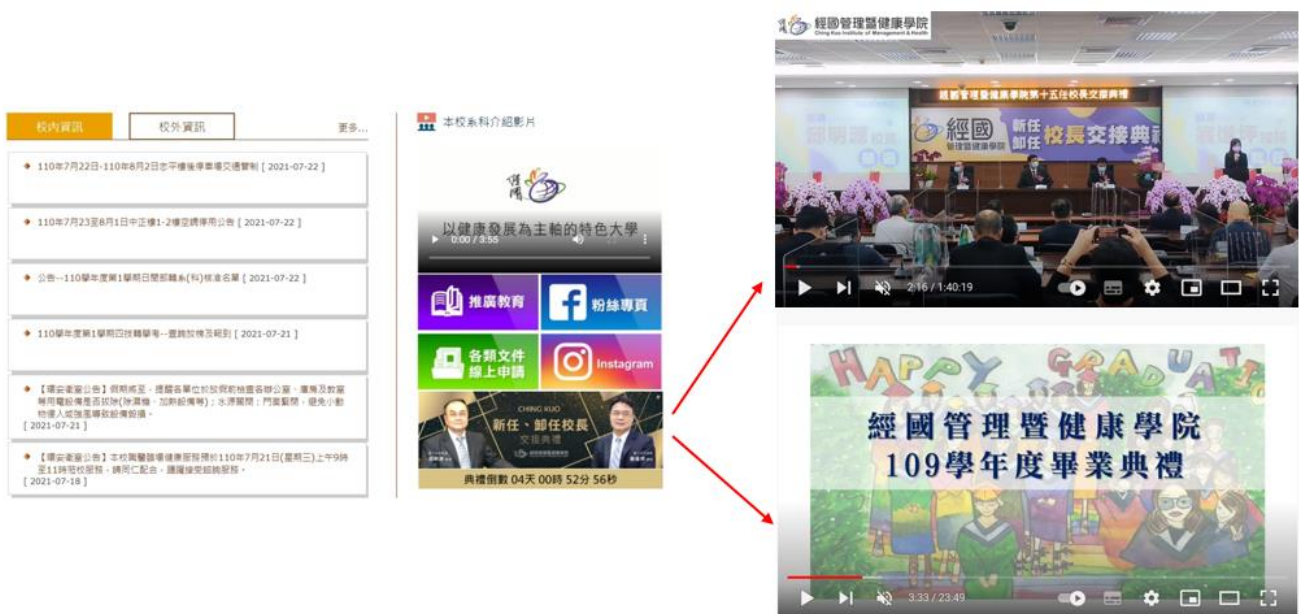 校內資訊
校外資訊
更多...
110年7月22日-110年8月2日志平樓後停車場交通管制 [ 2021-07-22 ]
110年7月23至8月1日中正樓1-2樓空調停用公告 [ 2021-07-22 ]
公告--110學年度第1學期日間部轉系(科)核准名單 [ 2021-07-22 ]
110學年度第1學期四技轉學考--查詢放榜及報到 [ 2021-07-21 ]
【環安衛室公告】假期將至，提醒各單位於放假前檢查各辦公室、廣場及教室
等用電設備是否拔除(除濕機、加熱設備等)；水源關閉；門窗緊閉，避免小動
物侵入或強風導致設備毀損。
[ 2021-07-21 ]
【環安衛室公告】本校職醫臨場健康服務預於110年7月21日(星期三)上午9時
至11時蒞校服務，請同仁配合，踴躍接受諮詢服務。
[ 2021-07-18 ]
本校系科介紹影片
以健康發展為主軸的特色大學
0:00 / 3:55
推廣教育
粉絲專頁
各類文件
線上申請
Instagram
CHING KUO
新任、卸任校長
交接典禮
典禮倒數 04天 00時 52分 56秒
經國管理暨健康學院
Ching Kuo Institute of Management & Health
經國管理暨健康學院第十五任校長交接典禮
經國
管理暨健康學院
新任
卸任
校長交接典禮
2:16 / 1:40:19
HAPPY GRADUATIO
經國管理暨健康學院
109學年度畢業典禮
3:33 / 23:49